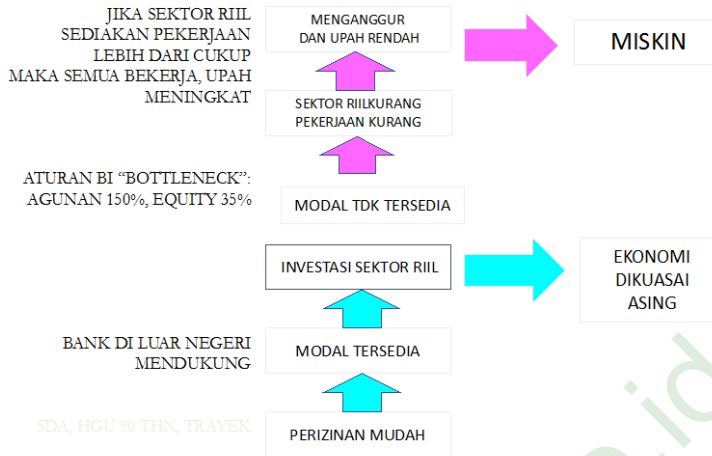 JIKA SEKTOR RIIL
SEDIAKAN PEKERJAAN
LEBIH DARI CUKUP
MAKA SEMUA BEKERJA, UPAH
MENINGKAT
MENGANGGUR
DAN UPAH RENDAH
MISKIN
SEKTOR RIILKURANG
PEKERJAAN KURANG
ATURAN BI “BOTTLENECK”:
AGUNAN 150%, EQUITY 35%
MODAL TDK TERSEDIA
INVESTASI SEKTOR RIIL
EKONOMI
DIKUASAI
ASING
BANK DI LUAR NEGERI
MENDUKUNG
MODAL TERSEDIA
SDA, HGU 90 THN, TRAYEK
PERIZINAN MUDAH
.id